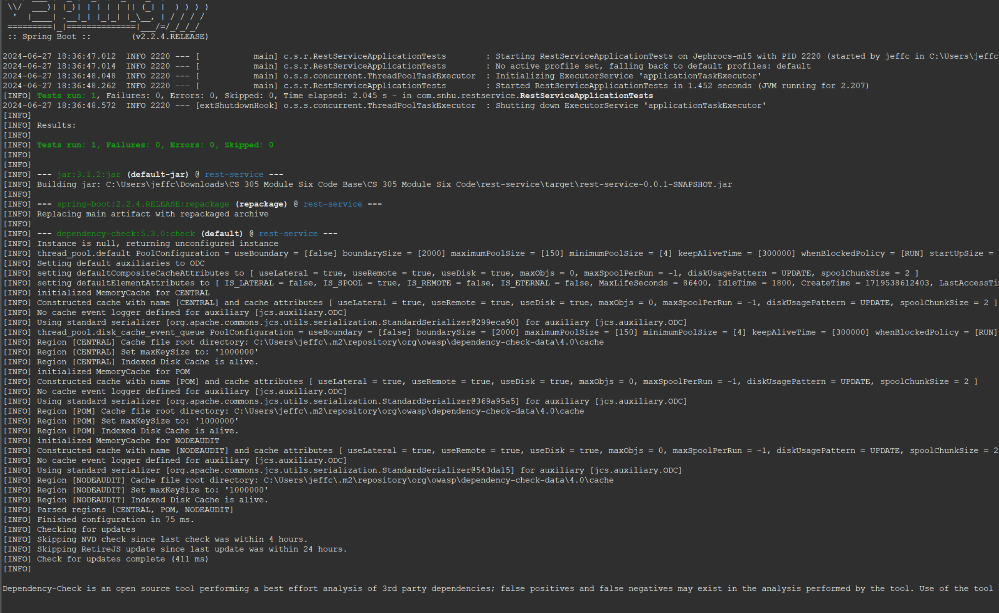 \\/  ___)| |_)| | | | | || (_| |  ) ) ) )
  '  |____| .__|_| |_|_| |_\__, | / / / /
 =========|_|==============|___/=/_/_/_/
 :: Spring Boot ::        (v2.2.4.RELEASE)
2024-06-27 18:36:47.012  INFO 2220 --- [           main] c.s.r.RestServiceApplicationTests        : Starting RestServiceApplicationTests on Jephrocs-m15 with PID 2220 (started by jeffc in C:\Users\jeffc
2024-06-27 18:36:47.014  INFO 2220 --- [           main] c.s.r.RestServiceApplicationTests        : No active profile set, falling back to default profiles: default
2024-06-27 18:36:48.048  INFO 2220 --- [           main] o.s.s.concurrent.ThreadPoolTaskExecutor  : Initializing ExecutorService 'applicationTaskExecutor'
2024-06-27 18:36:48.262  INFO 2220 --- [           main] c.s.r.RestServiceApplicationTests        : Started RestServiceApplicationTests in 1.452 seconds (JVM running for 2.207)
[INFO] Tests run: 1, Failures: 0, Errors: 0, Skipped: 0, Time elapsed: 2.045 s - in com.snhu.restservice.RestServiceApplicationTests
2024-06-27 18:36:48.572  INFO 2220 --- [extShutdownHook] o.s.s.concurrent.ThreadPoolTaskExecutor  : Shutting down ExecutorService 'applicationTaskExecutor'
[INFO]
[INFO] Results:
[INFO]
[INFO] Tests run: 1, Failures: 0, Errors: 0, Skipped: 0
[INFO]
[INFO]
[INFO] --- jar:3.1.2:jar (default-jar) @ rest-service ---
[INFO] Building jar: C:\Users\jeffc\Downloads\CS 305 Module Six Code Base\CS 305 Module Six Code\rest-service\target\rest-service-0.0.1-SNAPSHOT.jar
[INFO]
[INFO] --- spring-boot:2.2.4.RELEASE:repackage (repackage) @ rest-service ---
[INFO] Replacing main artifact with repackaged archive
[INFO]
[INFO] --- dependency-check:5.3.0:check (default) @ rest-service ---
[INFO] Instance is null, returning unconfigured instance
[INFO] thread_pool.default PoolConfiguration = useBoundary = [false] boundarySize = [2000] maximumPoolSize = [150] minimumPoolSize = [4] keepAliveTime = [300000] whenBlockedPolicy = [RUN] startUpSize =
[INFO] Setting default auxiliaries to ODC
[INFO] setting defaultCompositeCacheAttributes to [ useLateral = true, useRemote = true, useDisk = true, maxObjs = 0, maxSpoolPerRun = -1, diskUsagePattern = UPDATE, spoolChunkSize = 2 ]
[INFO] setting defaultElementAttributes to [ IS_LATERAL = false, IS_SPOOL = true, IS_REMOTE = false, IS_ETERNAL = false, MaxLifeSeconds = 86400, IdleTime = 1800, CreateTime = 1719538612403, LastAccessTi
[INFO] initialized MemoryCache for CENTRAL
[INFO] Constructed cache with name [CENTRAL] and cache attributes [ useLateral = true, useRemote = true, useDisk = true, maxObjs = 0, maxSpoolPerRun = -1, diskUsagePattern = UPDATE, spoolChunkSize = 2 ]
[INFO] No cache event logger defined for auxiliary [jcs.auxiliary.ODC]
[INFO] Using standard serializer [org.apache.commons.jcs.utils.serialization.StandardSerializer@299eca90] for auxiliary [jcs.auxiliary.ODC]
[INFO] thread_pool.disk_cache_event_queue PoolConfiguration = useBoundary = [false] boundarySize = [2000] maximumPoolSize = [150] minimumPoolSize = [4] keepAliveTime = [300000] whenBlockedPolicy = [RUN]
[INFO] Region [CENTRAL] Cache file root directory: C:\Users\jeffc\.m2\repository\org\owasp\dependency-check-data\4.0\cache
[INFO] Region [CENTRAL] Set maxKeySize to: '1000000'
[INFO] Region [CENTRAL] Indexed Disk Cache is alive.
[INFO] initialized MemoryCache for POM
[INFO] Constructed cache with name [POM] and cache attributes [ useLateral = true, useRemote = true, useDisk = true, maxObjs = 0, maxSpoolPerRun = -1, diskUsagePattern = UPDATE, spoolChunkSize = 2 ]
[INFO] No cache event logger defined for auxiliary [jcs.auxiliary.ODC]
[INFO] Using standard serializer [org.apache.commons.jcs.utils.serialization.StandardSerializer@369a95a5] for auxiliary [jcs.auxiliary.ODC]
[INFO] Region [POM] Cache file root directory: C:\Users\jeffc\.m2\repository\org\owasp\dependency-check-data\4.0\cache
[INFO] Region [POM] Set maxKeySize to: '1000000'
[INFO] Region [POM] Indexed Disk Cache is alive.
[INFO] initialized MemoryCache for NODEAUDIT
[INFO] Constructed cache with name [NODEAUDIT] and cache attributes [ useLateral = true, useRemote = true, useDisk = true, maxObjs = 0, maxSpoolPerRun = -1, diskUsagePattern = UPDATE, spoolChunkSize = 2
[INFO] No cache event logger defined for auxiliary [jcs.auxiliary.ODC]
[INFO] Using standard serializer [org.apache.commons.jcs.utils.serialization.StandardSerializer@543da15] for auxiliary [jcs.auxiliary.ODC]
[INFO] Region [NODEAUDIT] Cache file root directory: C:\Users\jeffc\.m2\repository\org\owasp\dependency-check-data\4.0\cache
[INFO] Region [NODEAUDIT] Set maxKeySize to: '1000000'
[INFO] Region [NODEAUDIT] Indexed Disk Cache is alive.
[INFO] Parsed regions [CENTRAL, POM, NODEAUDIT]
[INFO] Finished configuration in 75 ms.
[INFO] Checking for updates
[INFO] Skipping NVD check since last check was within 4 hours.
[INFO] Skipping RetireJS update since last update was within 24 hours.
[INFO] Check for updates complete (411 ms)
[INFO]
Dependency-Check is an open source tool performing a best effort analysis of 3rd party dependencies; false positives and false negatives may exist in the analysis performed by the tool. Use of the tool